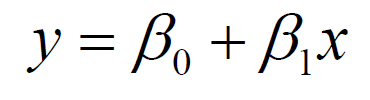 y = β₀ + β₁x